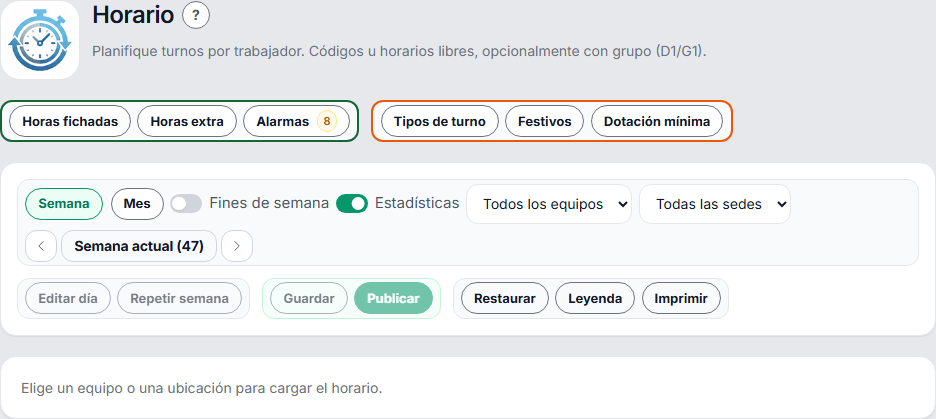 Horario ?
Planifique turnos por trabajador. Códigos u horarios libres, opcionalmente con grupo (D1/G1).
Horas fichadas Horas extra Alarmas 8 Tipos de turno Festivos Dotación mínima
Semana Mes Fines de semana Estadísticas Todos los equipos Todas las sedes
Semana actual (47)
Editar día Repetir semana Guardar Publicar Restaurar Leyenda Imprimir
Elige un equipo o una ubicación para cargar el horario.